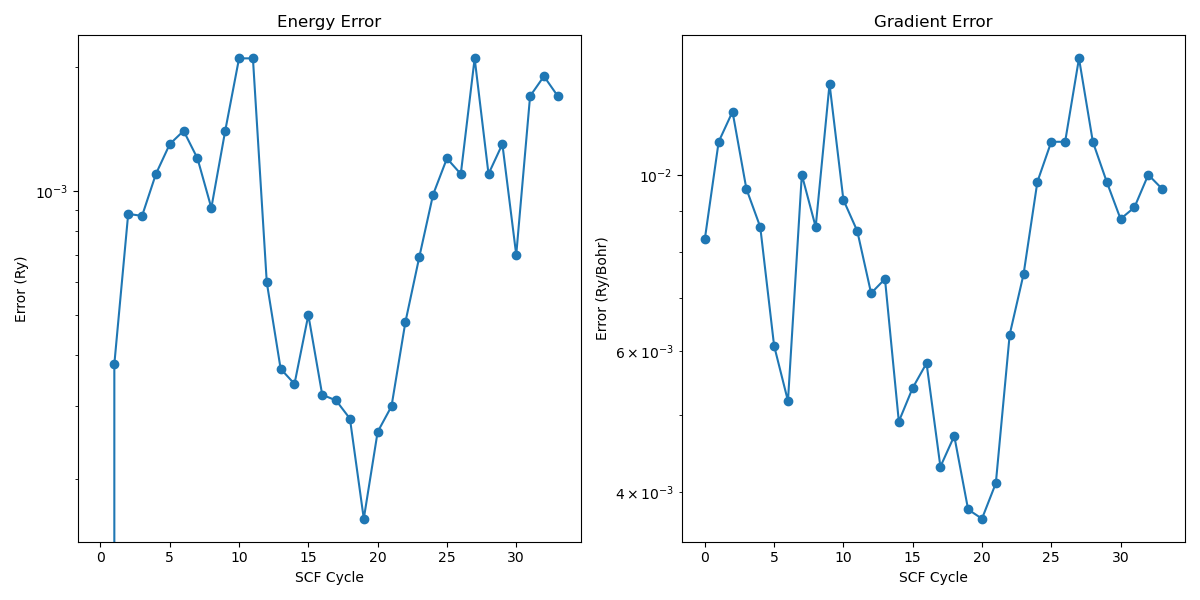 Energy Error
Error (Ry)
10⁻³
0 5 10 15 20 25 30
SCF Cycle
Gradient Error
Error (Ry/Bohr)
10⁻²
6 × 10⁻³
4 × 10⁻³
0 5 10 15 20 25 30
SCF Cycle